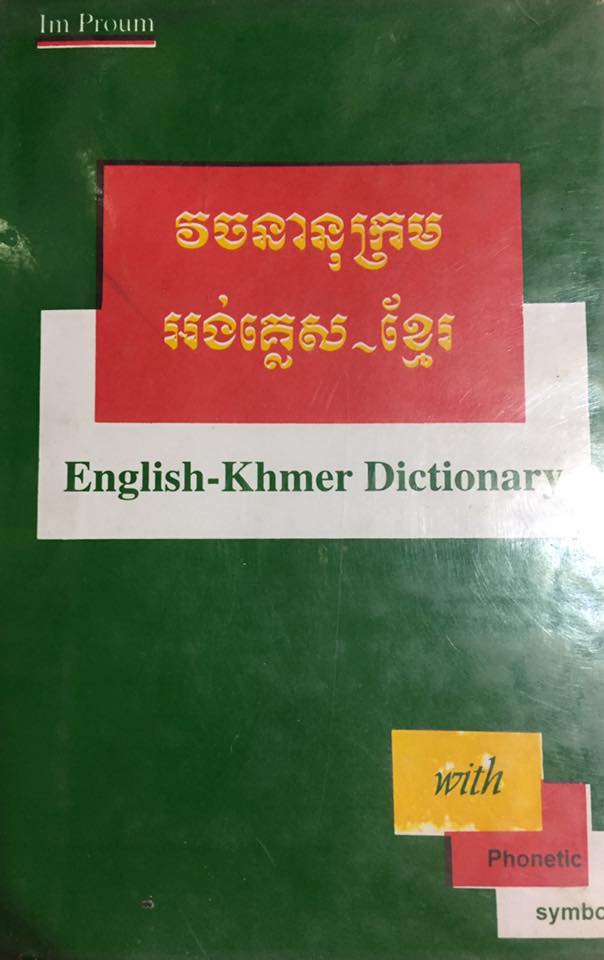 Im Proum
វចនានុក្រម
អង់គ្លេស~ខ្មែរ
English-Khmer Dictionary
with
Phonetic
symbo